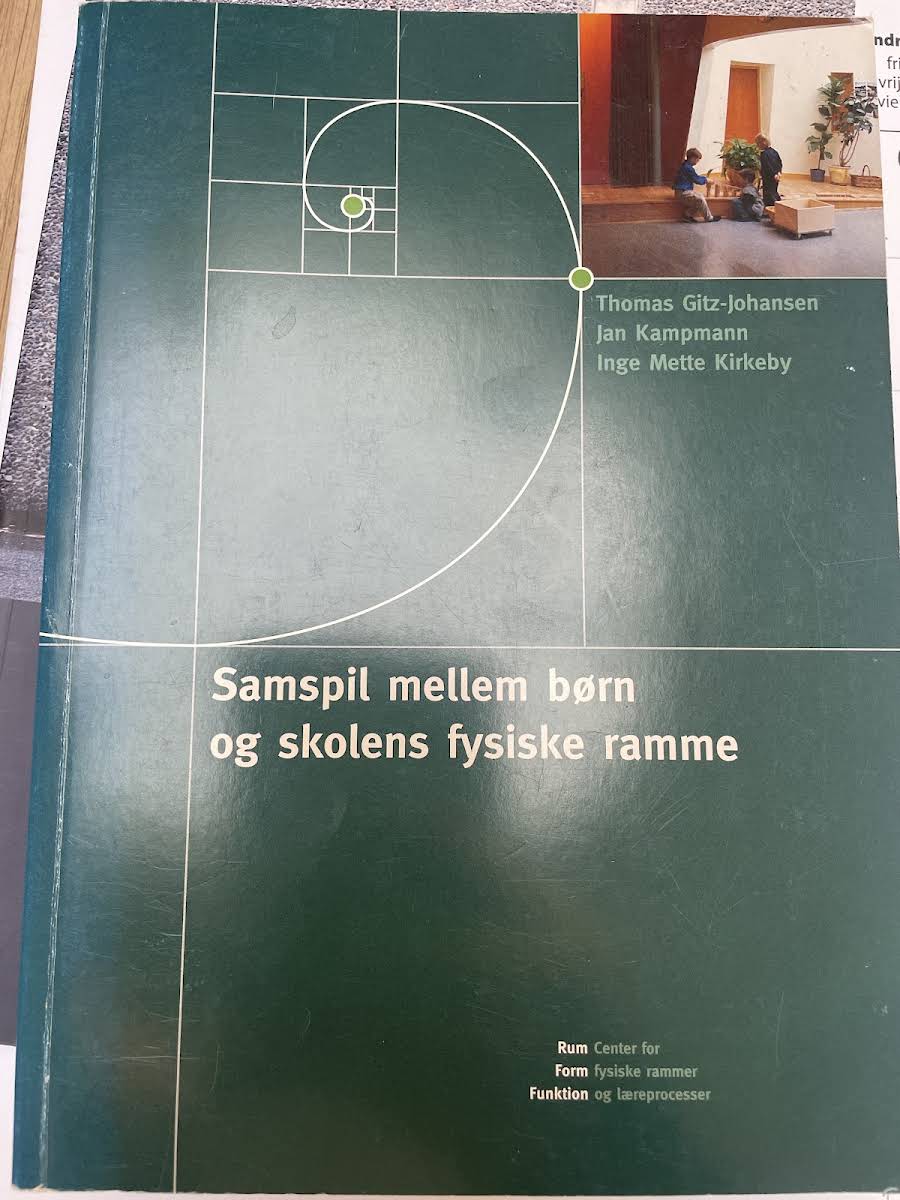 Thomas Gitz-Johansen
Jan Kampmann
Inge Mette Kirkeby
Samspil mellem børn
og skolens fysiske ramme
Rum Center for
Form fysiske rammer
Funktion og læreprocesser